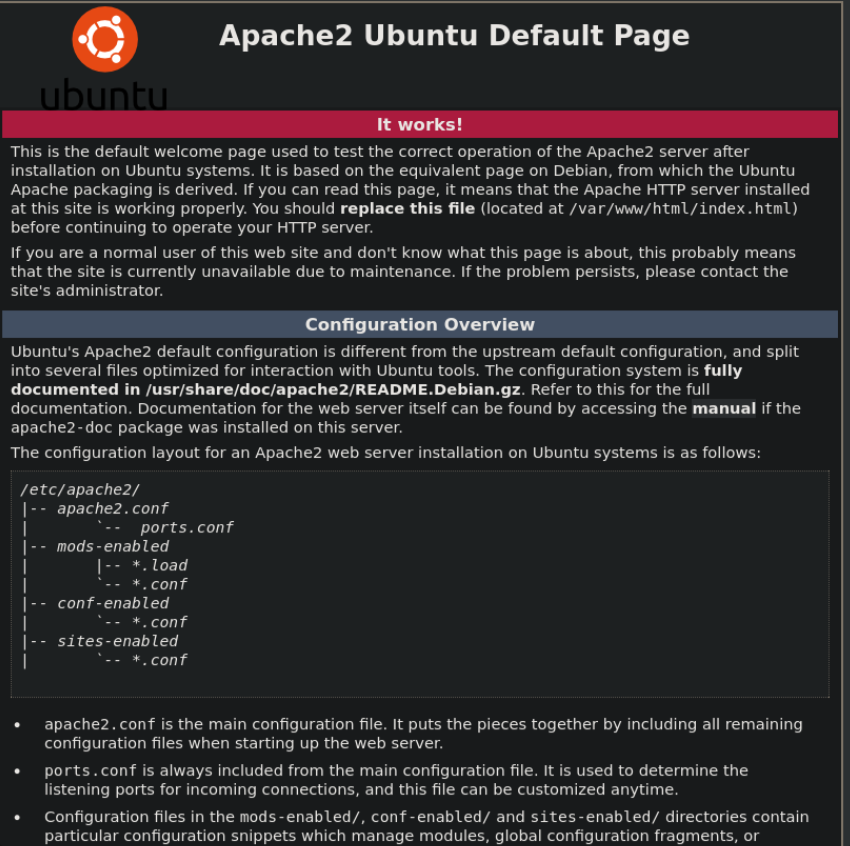 Apache2 Ubuntu Default Page
ubuntu
It works!
This is the default welcome page used to test the correct operation of the Apache2 server after
installation on Ubuntu systems. It is based on the equivalent page on Debian, from which the Ubuntu
Apache packaging is derived. If you can read this page, it means that the Apache HTTP server installed
at this site is working properly. You should replace this file (located at /var/www/html/index.html)
before continuing to operate your HTTP server.
If you are a normal user of this web site and don't know what this page is about, this probably means
that the site is currently unavailable due to maintenance. If the problem persists, please contact the
site's administrator.
Configuration Overview
Ubuntu's Apache2 default configuration is different from the upstream default configuration, and split
into several files optimized for interaction with Ubuntu tools. The configuration system is fully
documented in /usr/share/doc/apache2/README.Debian.gz. Refer to this for the full
documentation. Documentation for the web server itself can be found by accessing the manual if the
apache2-doc package was installed on this server.
The configuration layout for an Apache2 web server installation on Ubuntu systems is as follows:
/etc/apache2/
|-- apache2.conf
|       `--  ports.conf
|-- mods-enabled
|       |-- *.load
|       `-- *.conf
|-- conf-enabled
|       `-- *.conf
|-- sites-enabled
|       `-- *.conf
• apache2.conf is the main configuration file. It puts the pieces together by including all remaining
configuration files when starting up the web server.
• ports.conf is always included from the main configuration file. It is used to determine the
listening ports for incoming connections, and this file can be customized anytime.
• Configuration files in the mods-enabled/, conf-enabled/ and sites-enabled/ directories contain
particular configuration snippets which manage modules, global configuration fragments, or